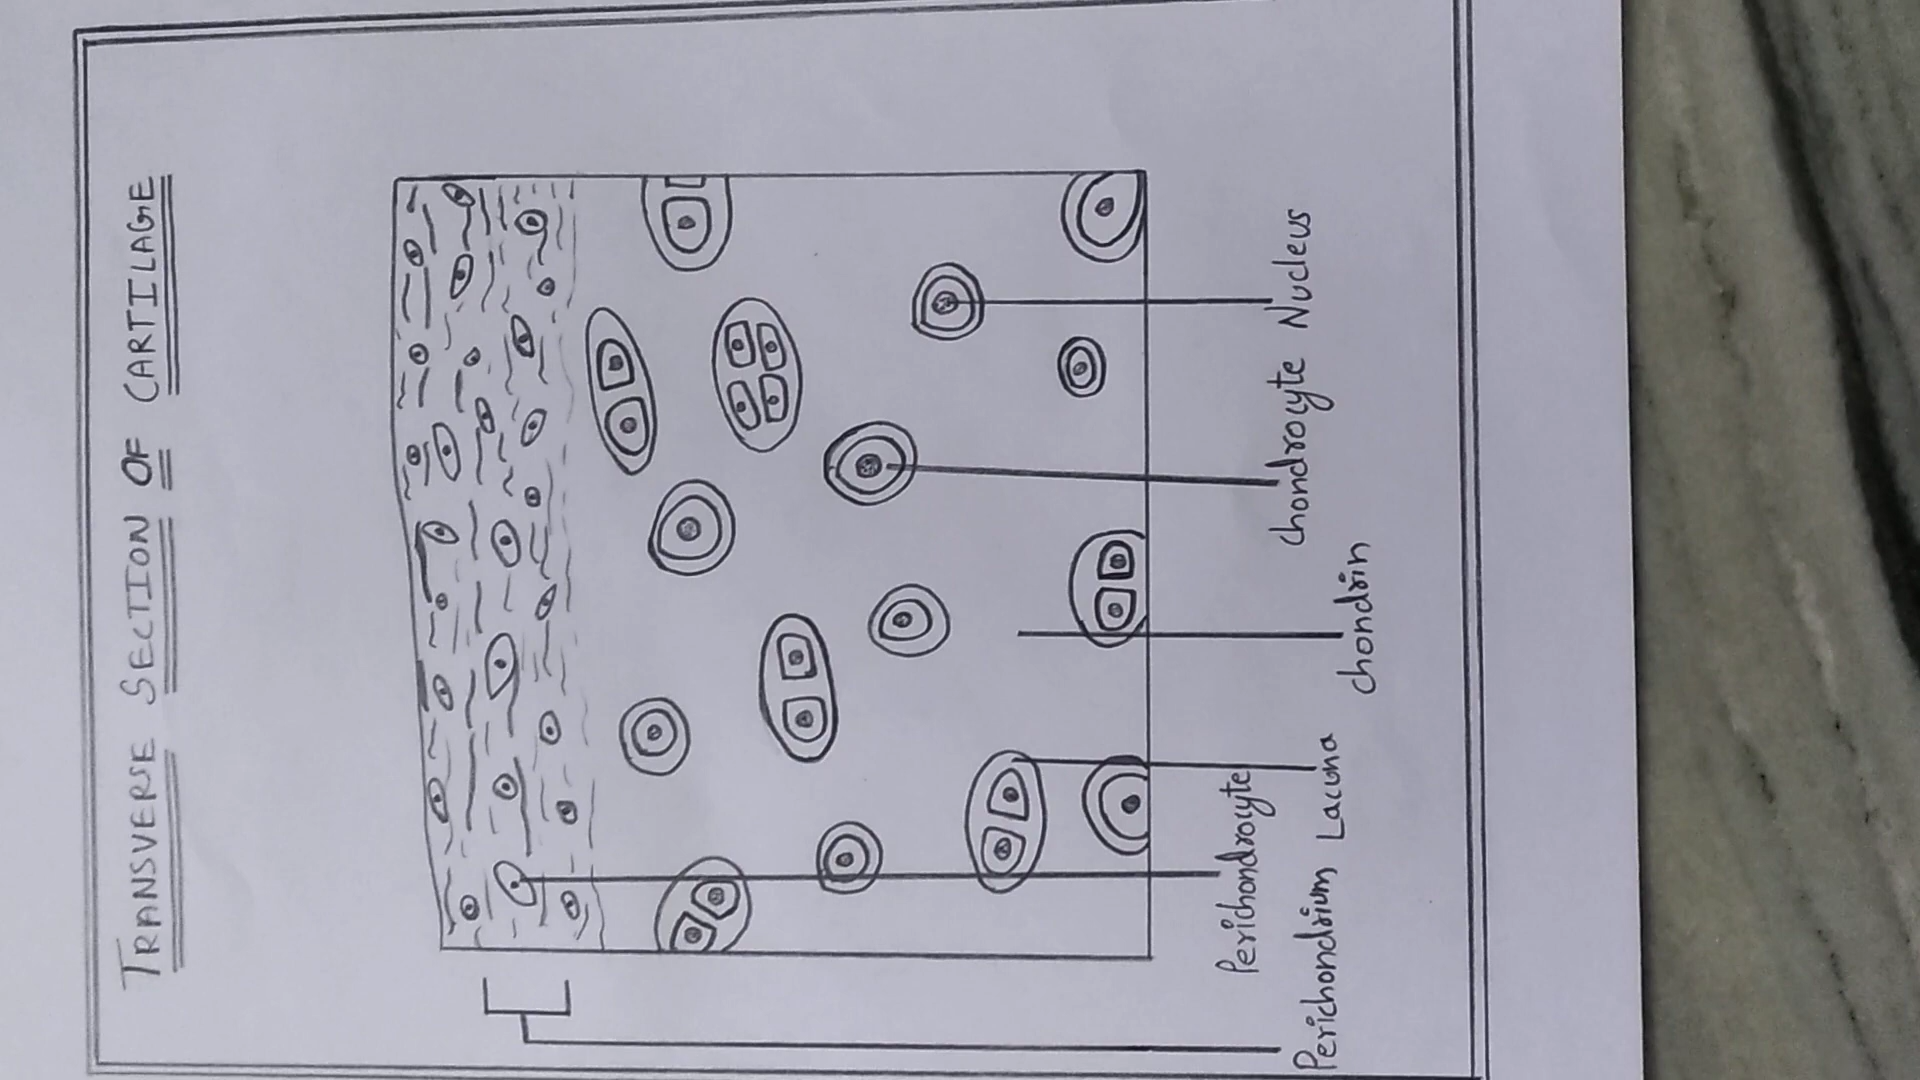 TRANSVERSE SECTION OF CARTILAGE
Perichondrium
Perichondrocyte
Lacuna
chondrin
chondrocyte
Nucleus